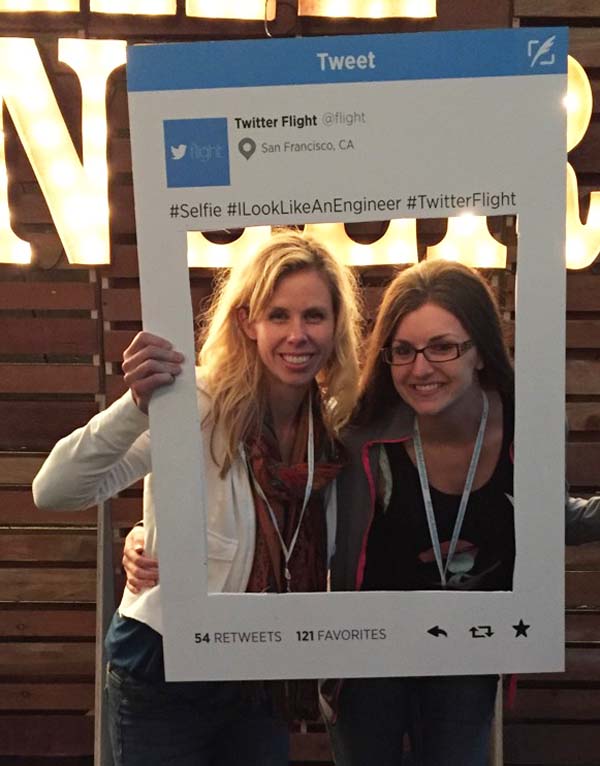 Tweet
Twitter Flight @flight
flight
San Francisco, CA
#Selfie #ILookLikeAnEngineer #TwitterFlight
54 RETWEETS 121 FAVORITES